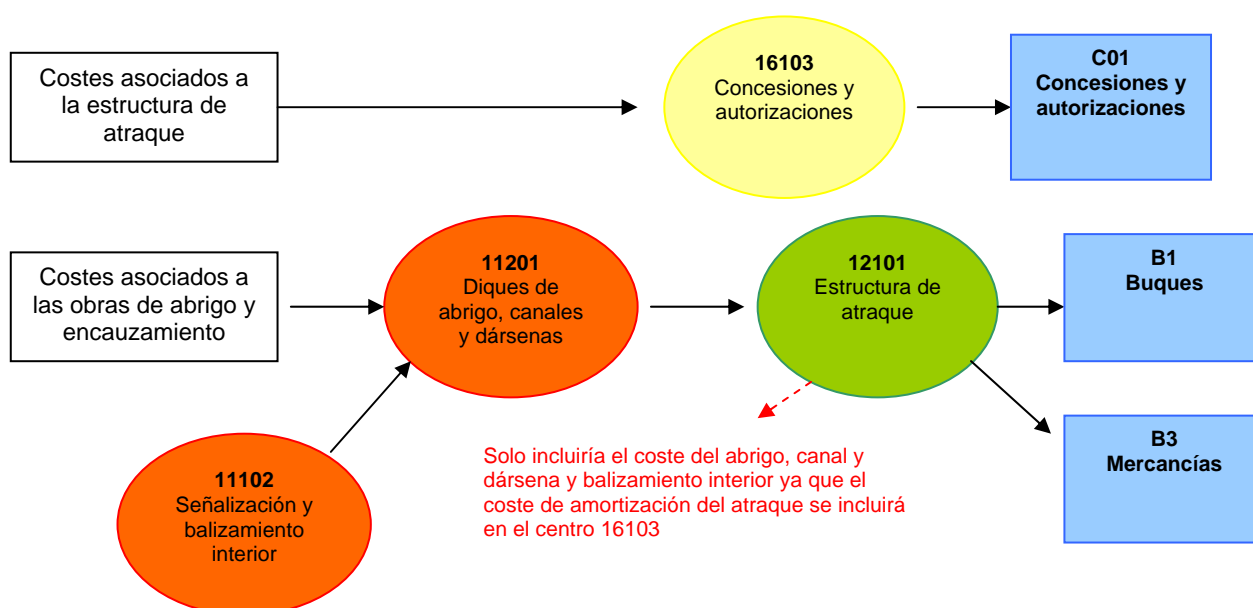 Costes asociados a
la estructura de
atraque
16103
Concesiones y
autorizaciones
C01
Concesiones y
autorizaciones
Costes asociados a
las obras de abrigo y
encauzamiento
11201
Diques de
abrigo, canales
y dársenas
12101
Estructura de
atraque
B1
Buques
11102
Señalización y
balizamiento
interior
Solo incluiría el coste del abrigo, canal y
dársena y balizamiento interior ya que el
coste de amortización del atraque se incluirá
en el centro 16103
B3
Mercancías